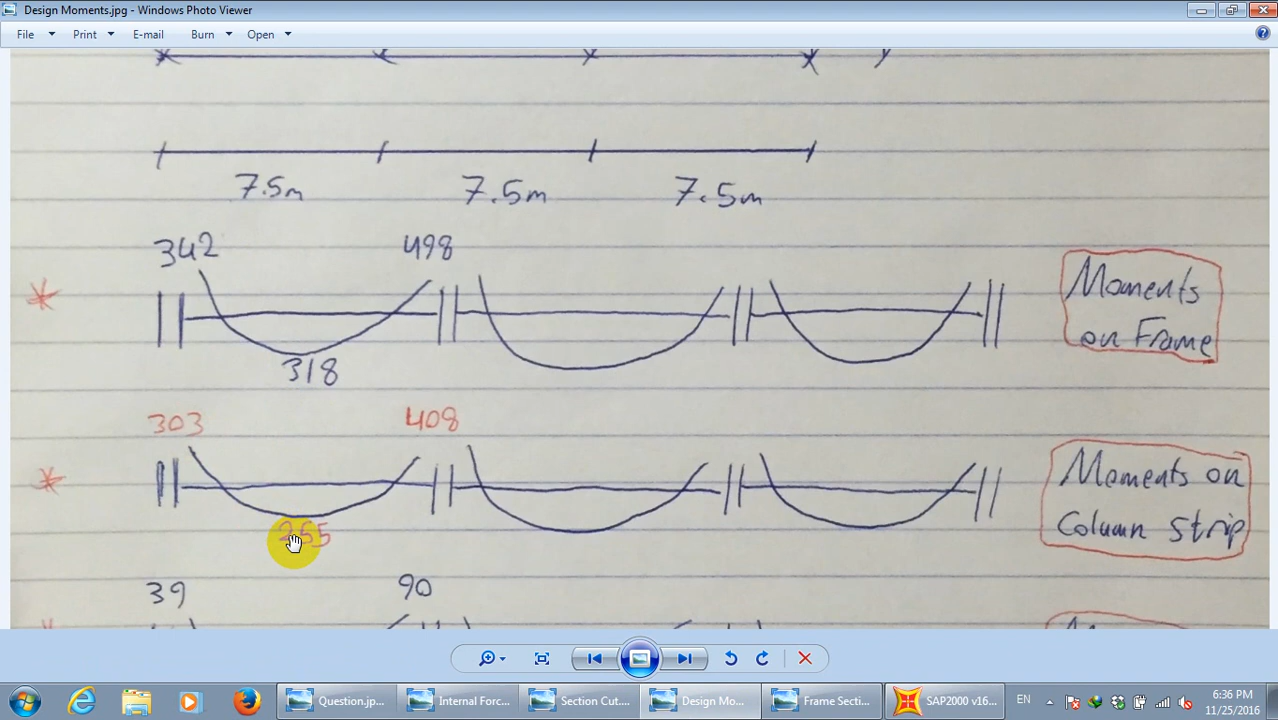 Design Moments.jpg - Windows Photo Viewer
File Print E-mail Burn Open
7.5m 7.5m 7.5m
342 498
318
Moments
on Frame
303 408
255
Moments on
Column strip
39 90
Question.jp... Internal Forc... Section Cut.... Design Mo... Frame Secti... SAP2000 v16... EN 6:36 PM
11/25/2016